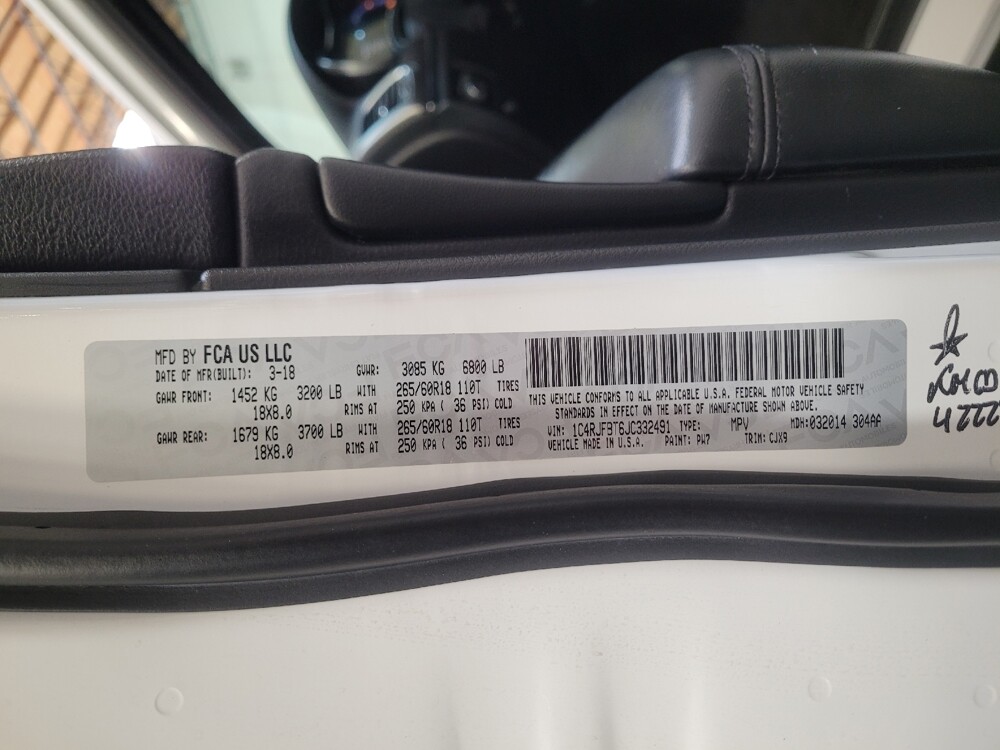 MFD BY FCA US LLC
DATE OF MFR(BUILT): 3-18 GVWR: 3085 KG 6800 LB
GAWR FRONT: 1452 KG 3200 LB WITH 265/60R18 110T TIRES
18X8.0 RIMS AT 250 KPA ( 36 PSI) COLD
GAWR REAR: 1679 KG 3700 LB WITH 265/60R18 110T TIRES
18X8.0 RIMS AT 250 KPA ( 36 PSI) COLD
THIS VEHICLE CONFORMS TO ALL APPLICABLE U.S.A. FEDERAL MOTOR VEHICLE SAFETY
STANDARDS IN EFFECT ON THE DATE OF MANUFACTURE SHOWN ABOVE.
VIN: 1C4RJFBT6JC332491 TYPE: MPV MDH:032014 304AA
VEHICLE MADE IN U.S.A. PAINT: PW7 TRIM: CJX9